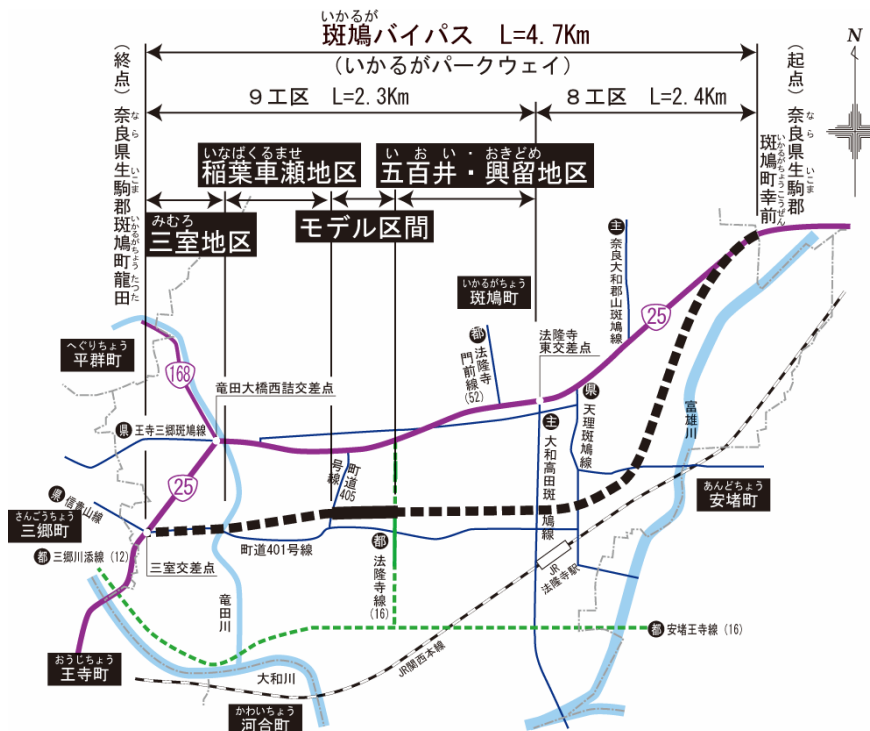 いかるが
斑鳩バイパス L=4.7Km
(いかるがパークウェイ)
N
(終点)奈良県生駒郡斑鳩町龍田
なら
いこま
いかるがちょう
たつた
(起点)奈良県生駒郡
なら
いこま
斑鳩町幸前
いかるがちょうこうぜん
9工区 L=2.3Km
8工区 L=2.4Km
いなばくるませ
稲葉車瀬地区
いおい・おきどめ
五百井・興留地区
みむろ
三室地区
モデル区間
いかるがちょう
斑鳩町
主奈良大和郡山斑鳩線
25
都法隆寺門前線(52)
法隆寺
東交差点
へぐりちょう
平群町
168
竜田大橋西詰交差点
県天理斑鳩線
主大和高田斑鳩線
富雄川
県王寺三郷斑鳩線
町道405号線
25
あんどちょう
安堵町
県信貴山線
さんごうちょう
三郷町
町道401号線
都三郷川添線(12)
三室交差点
都法隆寺線(16)
JR法隆寺駅
竜田川
都安堵王寺線(16)
おうじちょう
王寺町
大和川
JR関西本線
かわいちょう
河合町